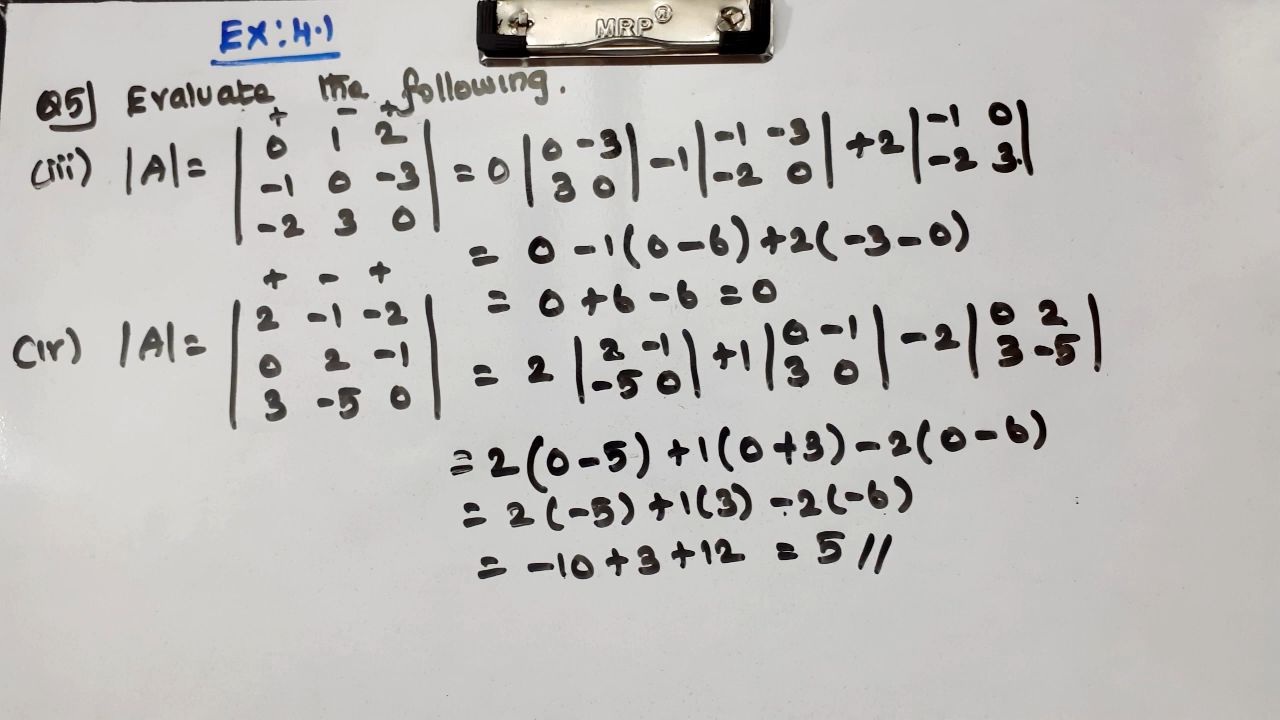 MRP®
Ex: 4.1
Q5] Evaluate the following.
+ - +
(iii) |A| = | 0 1 2 | = 0 | 0 -3 | -1 | -1 -3 | +2 | -1 0 |
| -1 0 -3 | | 3 0 | | -2 0 | | -2 3 |
| -2 3 0 |
= 0 -1(0-6) +2(-3-0)
= 0 +6 -6 = 0
+ - +
(iv) |A| = | 2 -1 -2 | = 2 | 2 -1 | +1 | 0 -1 | -2 | 0 2 |
| 0 2 -1 | | -5 0 | | 3 0 | | 3 -5 |
| 3 -5 0 |
= 2(0-5) +1(0+3) -2(0-6)
= 2(-5) +1(3) -2(-6)
= -10 +3 +12 = 5 //